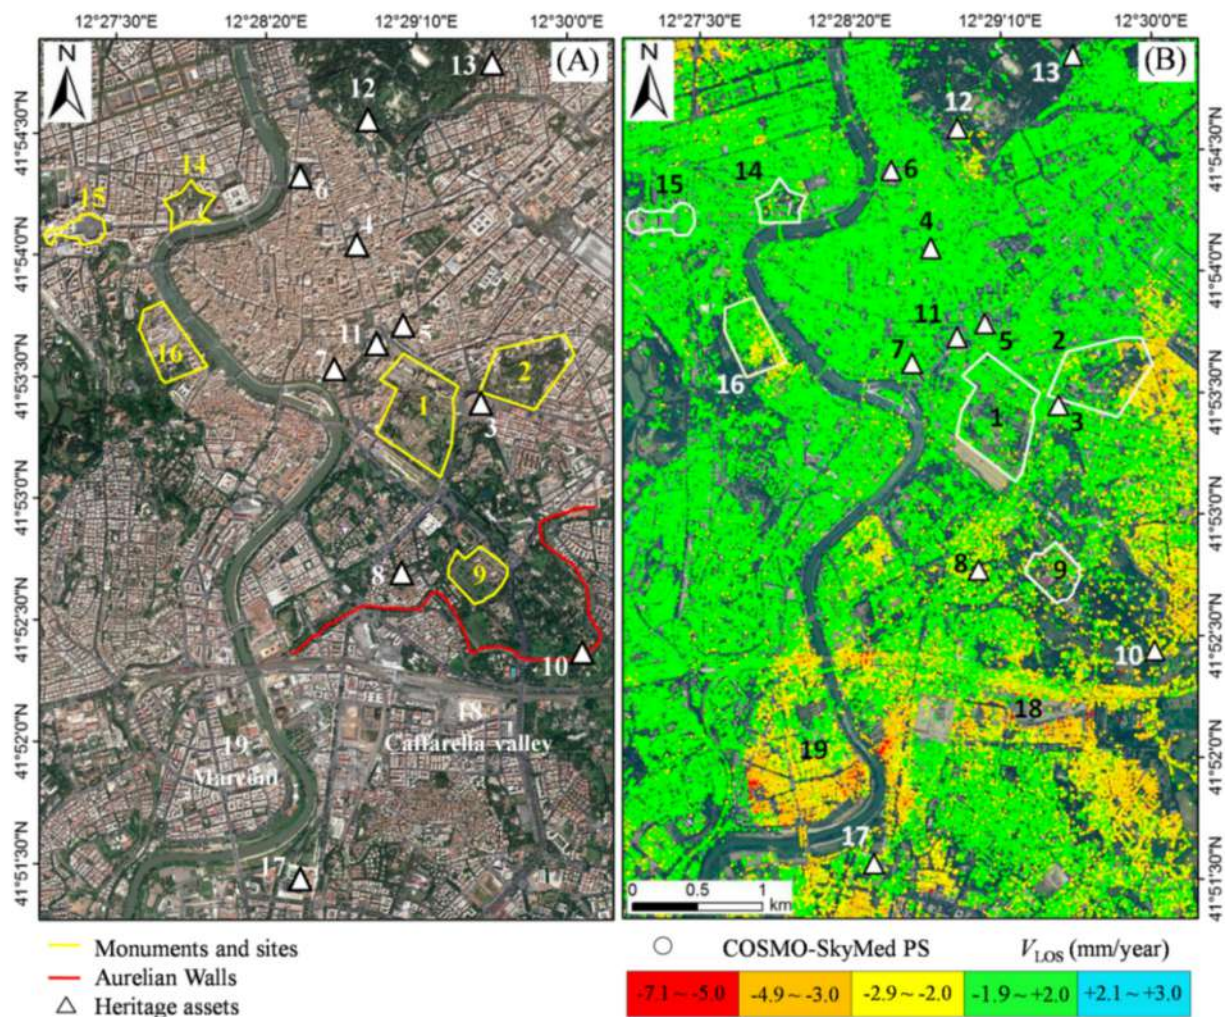 12°27'30"E 12°28'20"E 12°29'10"E 12°30'0"E
12°27'30"E 12°28'20"E 12°29'10"E 12°30'0"E
N
(A)
13
12
14
6
15
4
11
5
7
16
2
1
3
8
9
10
18
Caffarella valley
19
Marconi
17
41°54'30"N
41°54'0"N
41°53'30"N
41°53'0"N
41°52'30"N
41°52'0"N
41°51'30"N
N
(B)
13
12
14
6
15
4
11
5
2
7
16
1
3
8
9
10
18
19
17
0 0.5 1
km
41°54'30"N
41°54'0"N
41°53'30"N
41°53'0"N
41°52'30"N
41°52'0"N
41°51'30"N
Monuments and sites
Aurelian Walls
Heritage assets
COSMO-SkyMed PS V_LOS (mm/year)
-7.1 ~ -5.0 -4.9 ~ -3.0 -2.9 ~ -2.0 -1.9 ~ +2.0 +2.1 ~ +3.0